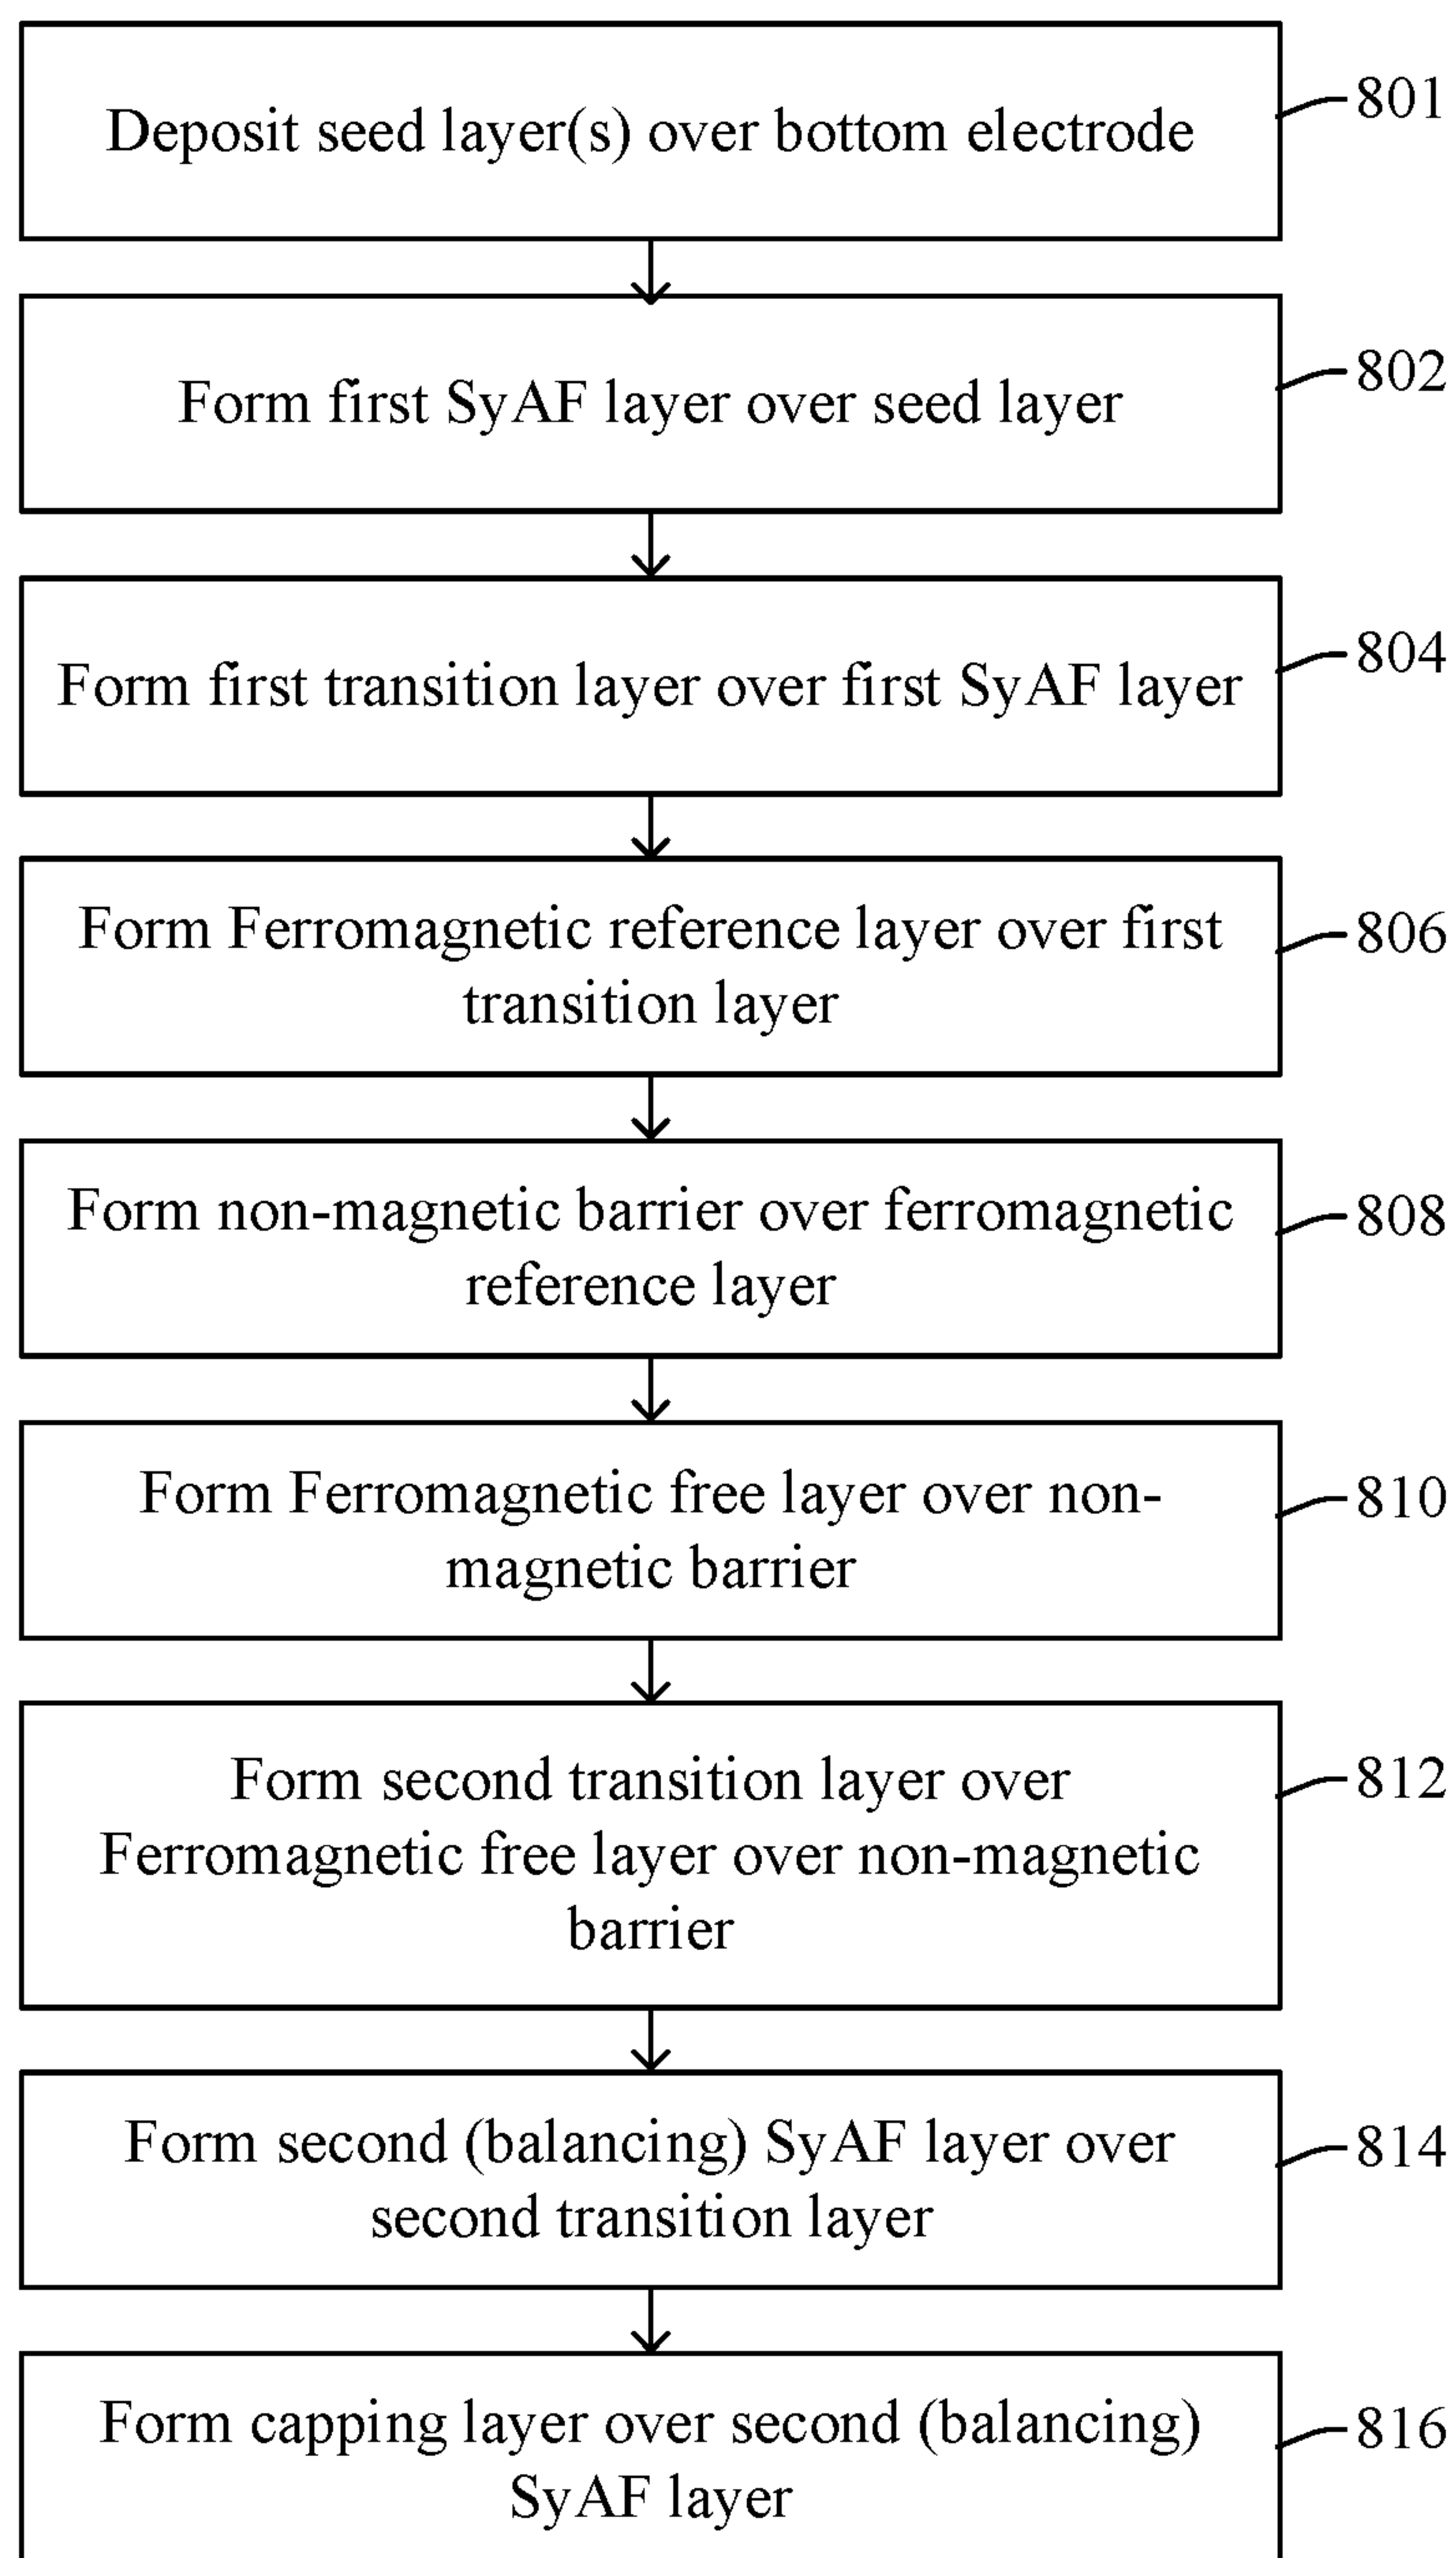 Deposit seed layer(s) over bottom electrode
801
Form first SyAF layer over seed layer
802
Form first transition layer over first SyAF layer
804
Form Ferromagnetic reference layer over first
transition layer
806
Form non-magnetic barrier over ferromagnetic
reference layer
808
Form Ferromagnetic free layer over non-
magnetic barrier
810
Form second transition layer over
Ferromagnetic free layer over non-magnetic
barrier
812
Form second (balancing) SyAF layer over
second transition layer
814
Form capping layer over second (balancing)
SyAF layer
816